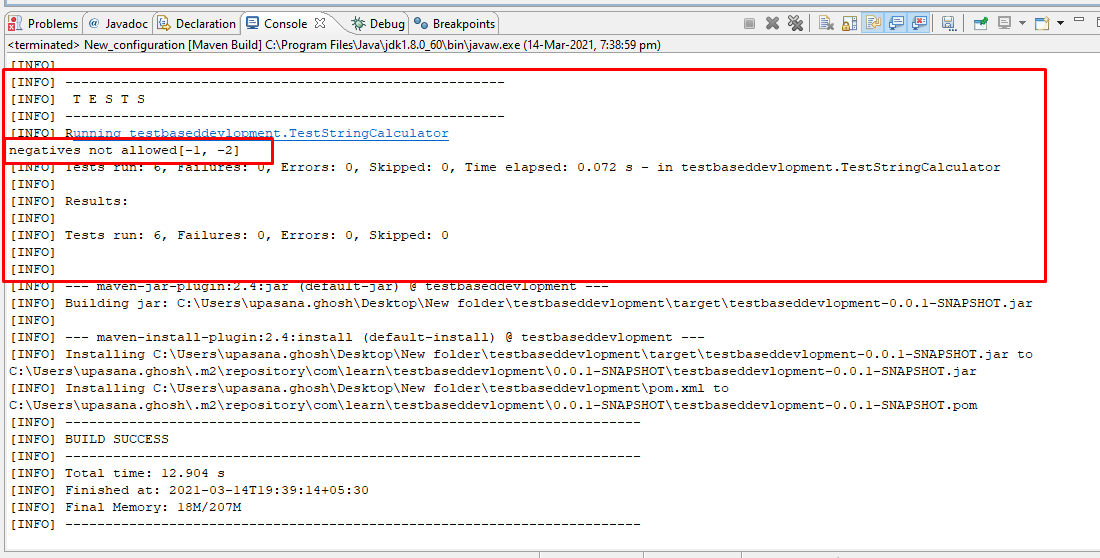 Problems @ Javadoc Declaration Console Debug Breakpoints
<terminated> New_configuration [Maven Build] C:\Program Files\Java\jdk1.8.0_60\bin\javaw.exe (14-Mar-2021, 7:38:59 pm)
[INFO]
[INFO] -------------------------------------------------------
[INFO]  T E S T S
[INFO] -------------------------------------------------------
[INFO] Running testbaseddevlopment.TestStringCalculator
negatives not allowed[-1, -2]
[INFO] Tests run: 6, Failures: 0, Errors: 0, Skipped: 0, Time elapsed: 0.072 s - in testbaseddevlopment.TestStringCalculator
[INFO]
[INFO] Results:
[INFO]
[INFO] Tests run: 6, Failures: 0, Errors: 0, Skipped: 0
[INFO]
[INFO]
[INFO] --- maven-jar-plugin:2.4:jar (default-jar) @ testbaseddevlopment ---
[INFO] Building jar: C:\Users\upasana.ghosh\Desktop\New folder\testbaseddevlopment\target\testbaseddevlopment-0.0.1-SNAPSHOT.jar
[INFO]
[INFO] --- maven-install-plugin:2.4:install (default-install) @ testbaseddevlopment ---
[INFO] Installing C:\Users\upasana.ghosh\Desktop\New folder\testbaseddevlopment\target\testbaseddevlopment-0.0.1-SNAPSHOT.jar to
C:\Users\upasana.ghosh\.m2\repository\com\learn\testbaseddevlopment\0.0.1-SNAPSHOT\testbaseddevlopment-0.0.1-SNAPSHOT.jar
[INFO] Installing C:\Users\upasana.ghosh\Desktop\New folder\testbaseddevlopment\pom.xml to
C:\Users\upasana.ghosh\.m2\repository\com\learn\testbaseddevlopment\0.0.1-SNAPSHOT\testbaseddevlopment-0.0.1-SNAPSHOT.pom
[INFO] ------------------------------------------------------------------------
[INFO] BUILD SUCCESS
[INFO] ------------------------------------------------------------------------
[INFO] Total time: 12.904 s
[INFO] Finished at: 2021-03-14T19:39:14+05:30
[INFO] Final Memory: 18M/207M
[INFO] ------------------------------------------------------------------------